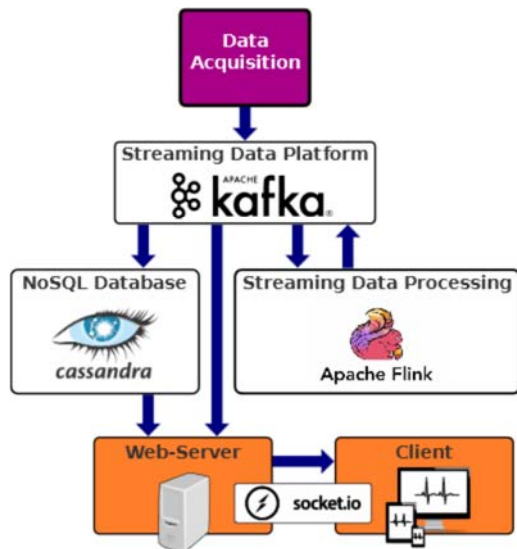 Data
Acquisition
Streaming Data Platform
APACHE
kafka®
NoSQL Database
cassandra
Streaming Data Processing
Apache Flink
Web-Server
Client
socket.io